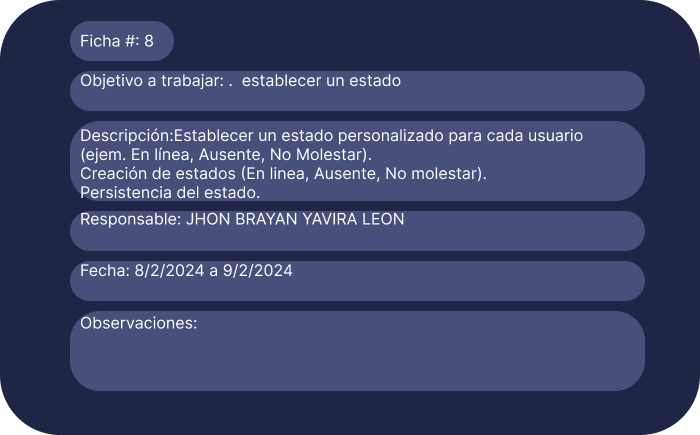 Ficha #: 8
Objetivo a trabajar: .  establecer un estado
Descripción:Establecer un estado personalizado para cada usuario
(ejem. En línea, Ausente, No Molestar).
Creación de estados (En linea, Ausente, No molestar).
Persistencia del estado.
Responsable: JHON BRAYAN YAVIRA LEON
Fecha: 8/2/2024 a 9/2/2024
Observaciones: